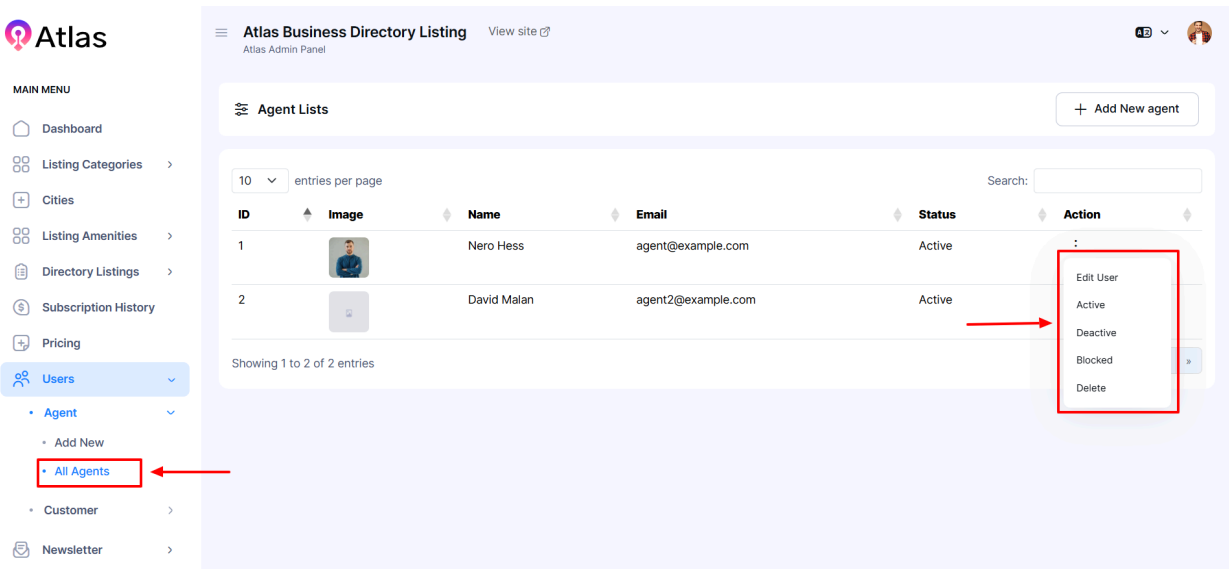 Atlas
Atlas Business Directory Listing View site
Atlas Admin Panel
MAIN MENU
Dashboard
Listing Categories
Cities
Listing Amenities
Directory Listings
Subscription History
Pricing
Users
Agent
Add New
All Agents
Customer
Newsletter
Agent Lists
+ Add New agent
10 entries per page
Search:
ID Image Name Email Status Action
1 Nero Hess agent@example.com Active
2 David Malan agent2@example.com Active
Edit User
Active
Deactive
Blocked
Delete
Showing 1 to 2 of 2 entries
»